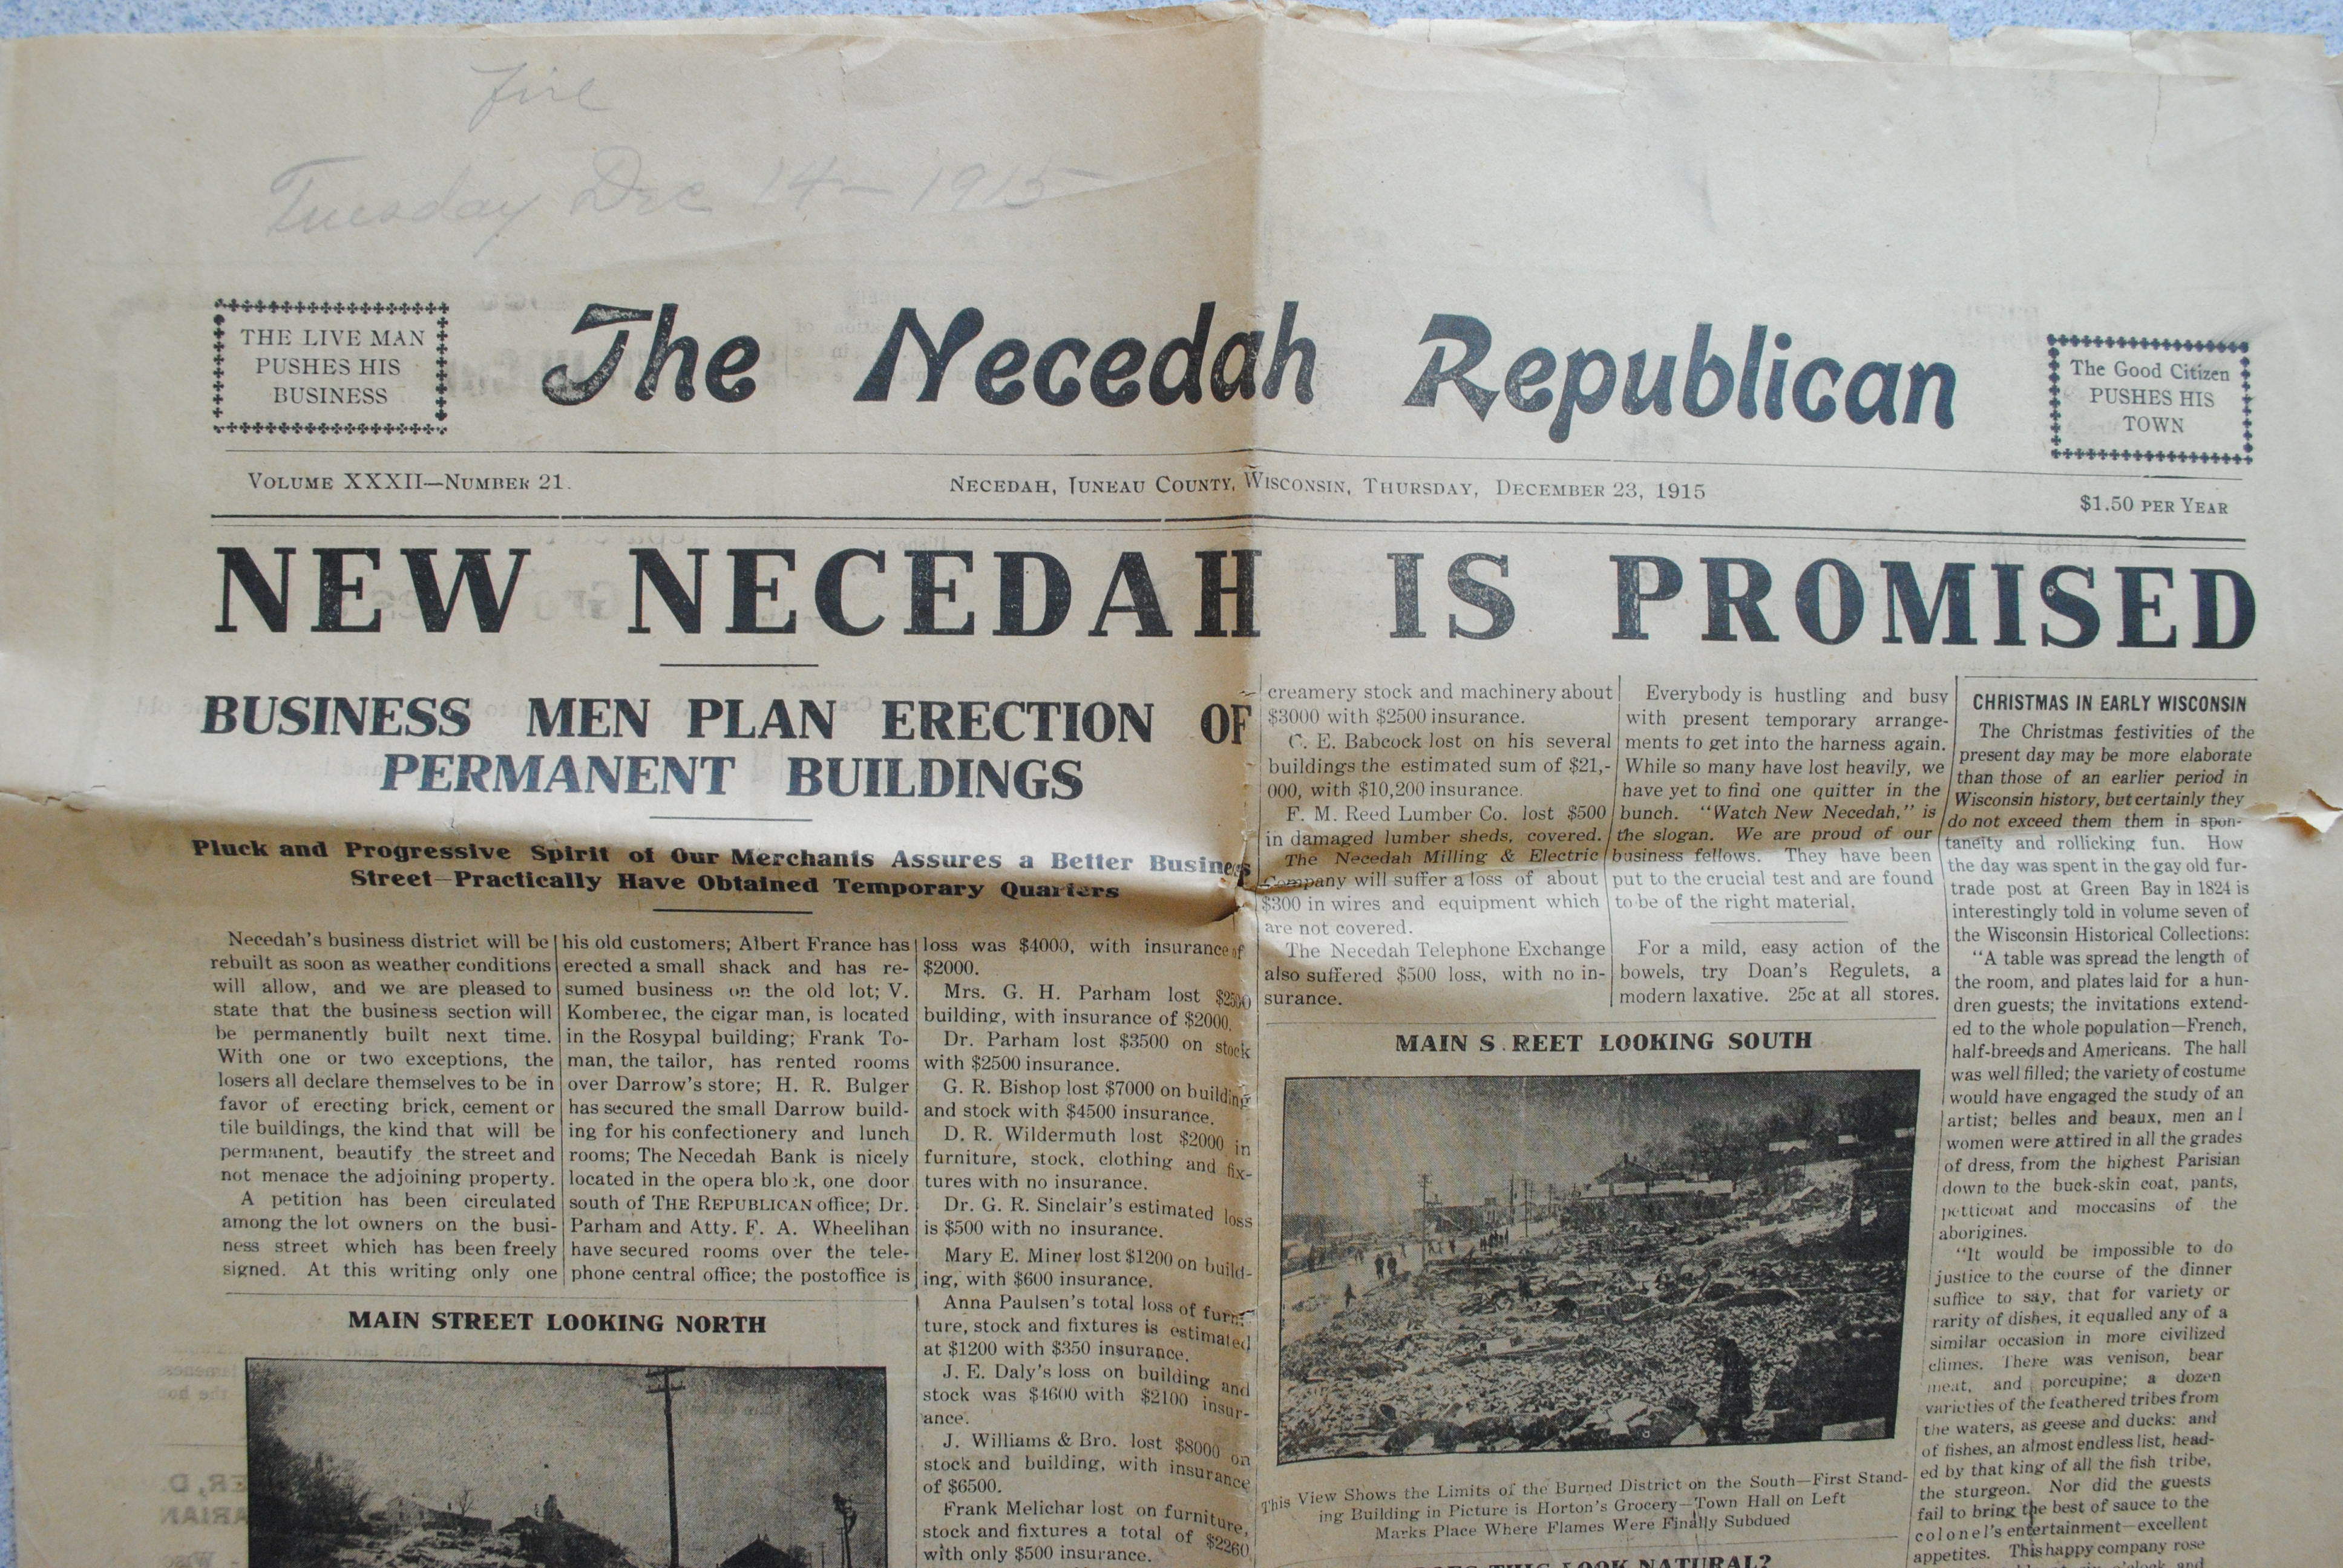 Fire
Tuesday Dec 14 - 1915
THE LIVE MAN
PUSHES HIS
BUSINESS
The Necedah Republican
The Good Citizen
PUSHES HIS
TOWN
VOLUME XXXII—NUMBER 21.
NECEDAH, JUNEAU COUNTY, WISCONSIN, THURSDAY, DECEMBER 23, 1915
$1.50 PER YEAR
NEW NECEDAH IS PROMISED
BUSINESS MEN PLAN ERECTION OF
PERMANENT BUILDINGS
Pluck and Progressive Spirit of Our Merchants Assures a Better Business
Street—Practically Have Obtained Temporary Quarters
Necedah's business district will be
rebuilt as soon as weather conditions
will allow, and we are pleased to
state that the business section will
be permanently built next time.
With one or two exceptions, the
losers all declare themselves to be in
favor of erecting brick, cement or
tile buildings, the kind that will be
permanent, beautify the street and
not menace the adjoining property.
A petition has been circulated
among the lot owners on the busi-
ness street which has been freely
signed. At this writing only one
MAIN STREET LOOKING NORTH
his old customers; Albert France has
erected a small shack and has re-
sumed business on the old lot; V.
Komberec, the cigar man, is located
in the Rosypal building; Frank To-
man, the tailor, has rented rooms
over Darrow's store; H. R. Bulger
has secured the small Darrow build-
ing for his confectionery and lunch
rooms; The Necedah Bank is nicely
located in the opera block, one door
south of THE REPUBLICAN office; Dr.
Parham and Atty. F. A. Wheelihan
have secured rooms over the tele-
phone central office; the postoffice is
loss was $4000, with insurance of
$2000.
Mrs. G. H. Parham lost $2500
building, with insurance of $2000.
Dr. Parham lost $3500 on stock
with $2500 insurance.
G. R. Bishop lost $7000 on building
and stock with $4500 insurance.
D. R. Wildermuth lost $2000 in
furniture, stock, clothing and fix-
tures with no insurance.
Dr. G. R. Sinclair's estimated loss
is $500 with no insurance.
Mary E. Miner lost $1200 on build-
ing, with $600 insurance.
Anna Paulsen's total loss of furni-
ture, stock and fixtures is estimated
at $1200 with $350 insurance.
J. E. Daly's loss on building and
stock was $4600 with $2100 insur-
ance.
J. Williams & Bro. lost $8000 on
stock and building, with insurance
of $6500.
Frank Melichar lost on furniture,
stock and fixtures a total of $2260
with only $500 insurance.
creamery stock and machinery about
$3000 with $2500 insurance.
C. E. Babcock lost on his several
buildings the estimated sum of $21,-
000, with $10,200 insurance.
F. M. Reed Lumber Co. lost $500
in damaged lumber sheds, covered.
The Necedah Milling & Electric
Company will suffer a loss of about
$300 in wires and equipment which
are not covered.
The Necedah Telephone Exchange
also suffered $500 loss, with no in-
surance.
Everybody is hustling and busy
with present temporary arrange-
ments to get into the harness again.
While so many have lost heavily, we
have yet to find one quitter in the
bunch. "Watch New Necedah," is
the slogan. We are proud of our
business fellows. They have been
put to the crucial test and are found
to be of the right material.
For a mild, easy action of the
bowels, try Doan's Regulets, a
modern laxative. 25c at all stores.
MAIN S REET LOOKING SOUTH
This View Shows the Limits of the Burned District on the South—First Stand-
ing Building in Picture is Horton's Grocery—Town Hall on Left
Marks Place Where Flames Were Finally Subdued
THIS LOOK NATURAL?
CHRISTMAS IN EARLY WISCONSIN
The Christmas festivities of the
present day may be more elaborate
than those of an earlier period in
Wisconsin history, but certainly they
do not exceed them them in spon-
taneity and rollicking fun. How
the day was spent in the gay old fur-
trade post at Green Bay in 1824 is
interestingly told in volume seven of
the Wisconsin Historical Collections:
"A table was spread the length of
the room, and plates laid for a hun-
dren guests; the invitations extend-
ed to the whole population—French,
half-breeds and Americans. The hall
was well filled; the variety of costume
would have engaged the study of an
artist; belles and beaux, men and
women were attired in all the grades
of dress, from the highest Parisian
down to the buck-skin coat, pants,
petticoat and moccasins of the
aborigines.
"It would be impossible to do
justice to the course of the dinner
suffice to say, that for variety or
rarity of dishes, it equalled any of a
similar occasion in more civilized
climes. There was venison, bear
meat, and porcupine; a dozen
varieties of the feathered tribes from
the waters, as geese and ducks: and
of fishes, an almost endless list, head-
ed by that king of all the fish tribe,
the sturgeon. Nor did the guests
fail to bring the best of sauce to the
colonel's entertainment—excellent
appetites. This happy company rose